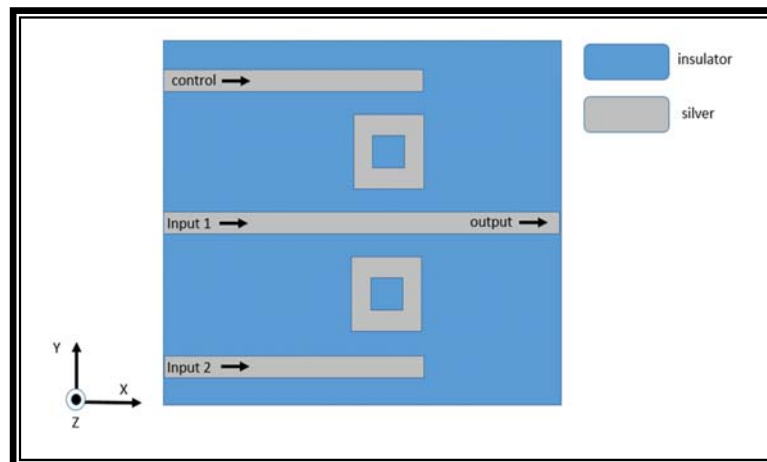 control
insulator
silver
Input 1
output
Input 2
Y
X
Z